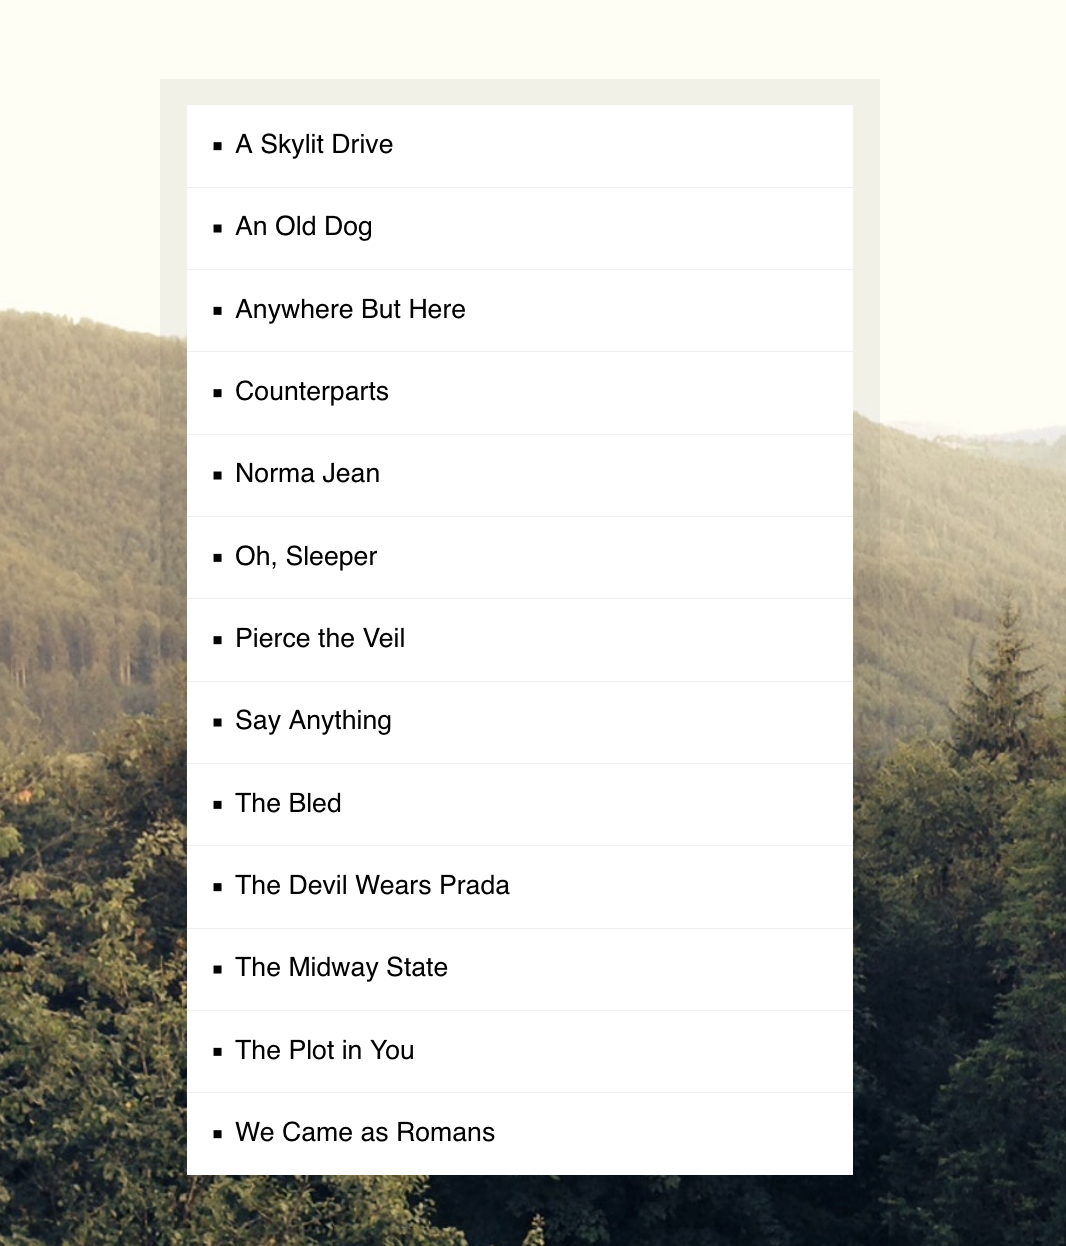 A Skylit Drive
An Old Dog
Anywhere But Here
Counterparts
Norma Jean
Oh, Sleeper
Pierce the Veil
Say Anything
The Bled
The Devil Wears Prada
The Midway State
The Plot in You
We Came as Romans